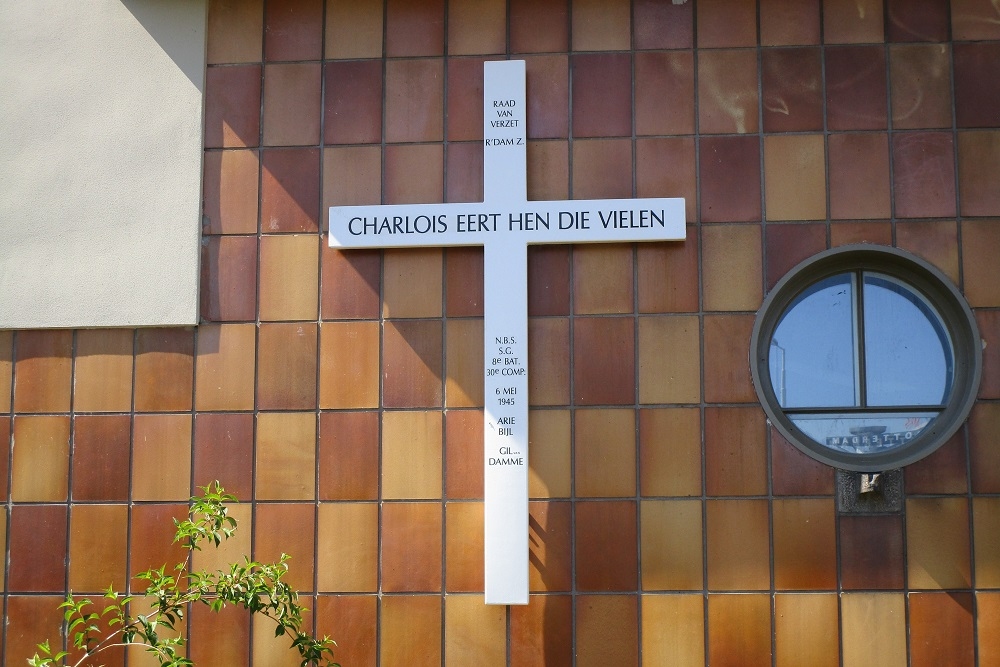 RAAD
VAN
VERZET
R'DAM Z.
CHARLOIS EERT HEN DIE VIELEN
N.B.S.
S.G.
8e BAT.
30e COMP.
6 MEI
1945
ARIE
BIJL
GIL...
DAMME
OTTERDAM